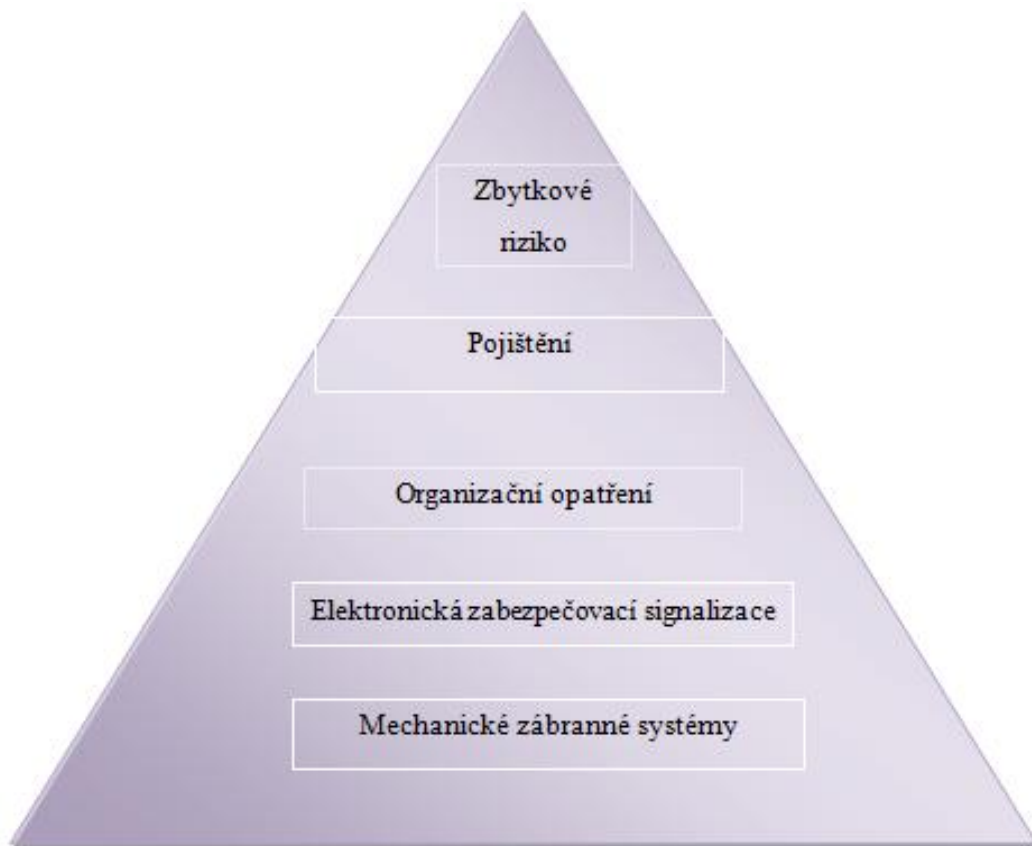 Zbytkové
riziko
Pojištění
Organizační opatření
Elektronická zabezpečovací signalizace
Mechanické zábranné systémy